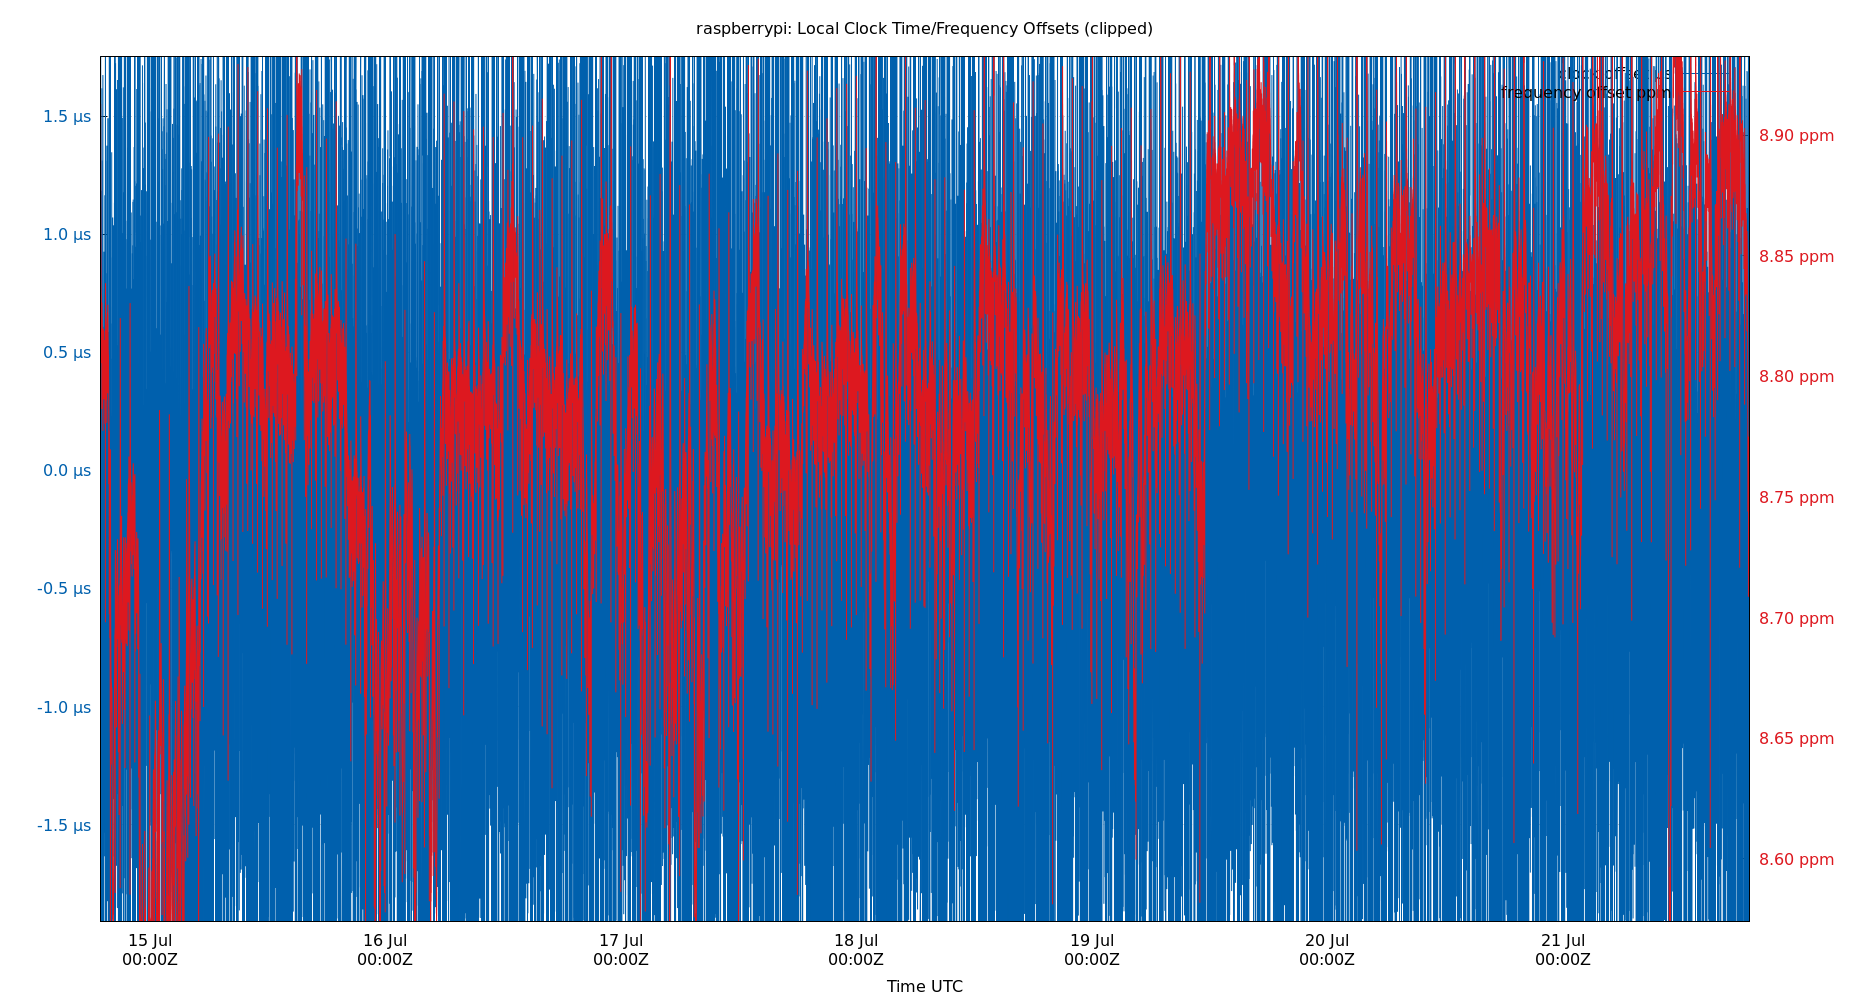 raspberrypi: Local Clock Time/Frequency Offsets (clipped)
clock offset µs
frequency offset ppm
1.5 µs
1.0 µs
0.5 µs
0.0 µs
-0.5 µs
-1.0 µs
-1.5 µs
8.90 ppm
8.85 ppm
8.80 ppm
8.75 ppm
8.70 ppm
8.65 ppm
8.60 ppm
15 Jul
00:00Z
16 Jul
00:00Z
17 Jul
00:00Z
18 Jul
00:00Z
19 Jul
00:00Z
20 Jul
00:00Z
21 Jul
00:00Z
Time UTC